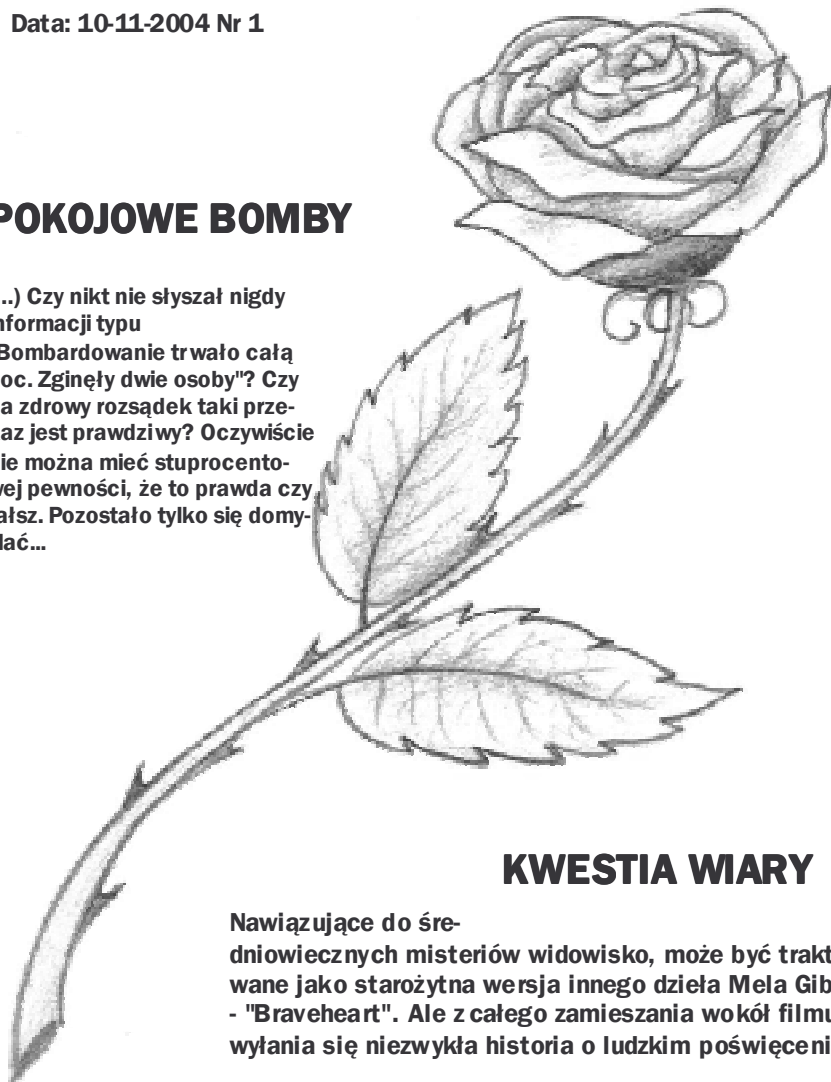 Data: 10-11-2004 Nr 1
POKOJOWE BOMBY
..) Czy nikt nie słyszał nigdy
nformacji typu
Bombardowanie trwało całą
oc. Zginęły dwie osoby"? Czy
a zdrowy rozsądek taki prze-
az jest prawdziwy? Oczywiście
ie można mieć stuprocento-
ej pewności, że to prawda czy
ałsz. Pozostało tylko się domy-
lać...
KWESTIA WIARY
Nawiązujące do śre-
dniowiecznych misteriów widowisko, może być trakt
wane jako starożytna wersja innego dzieła Mela Gib
- "Braveheart". Ale z całego zamieszania wokół filmu
wyłania się niezwykła historia o ludzkim poświęceni